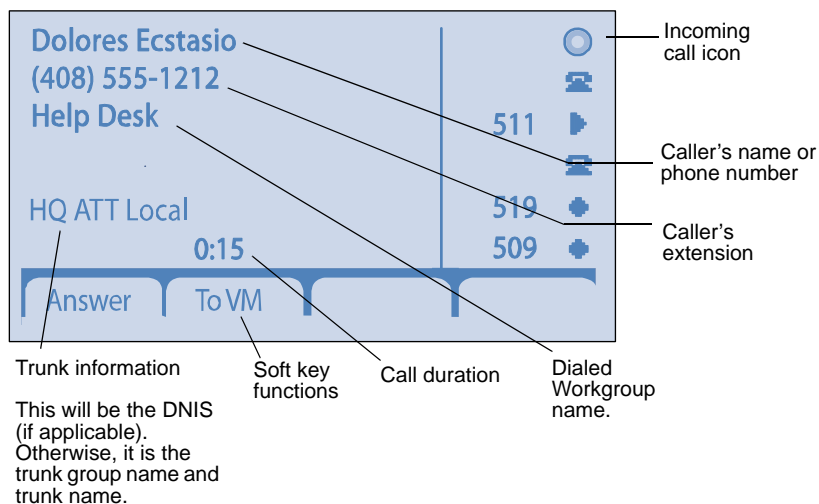 Dolores Ecstasio
(408) 555-1212
Help Desk
511
HQ ATT Local
519
0:15
509
Answer
To VM
Incoming
call icon
Caller's name or
phone number
Caller's
extension
Trunk information
This will be the DNIS
(if applicable).
Otherwise, it is the
trunk group name and
trunk name.
Soft key
functions
Call duration
Dialed
Workgroup
name.